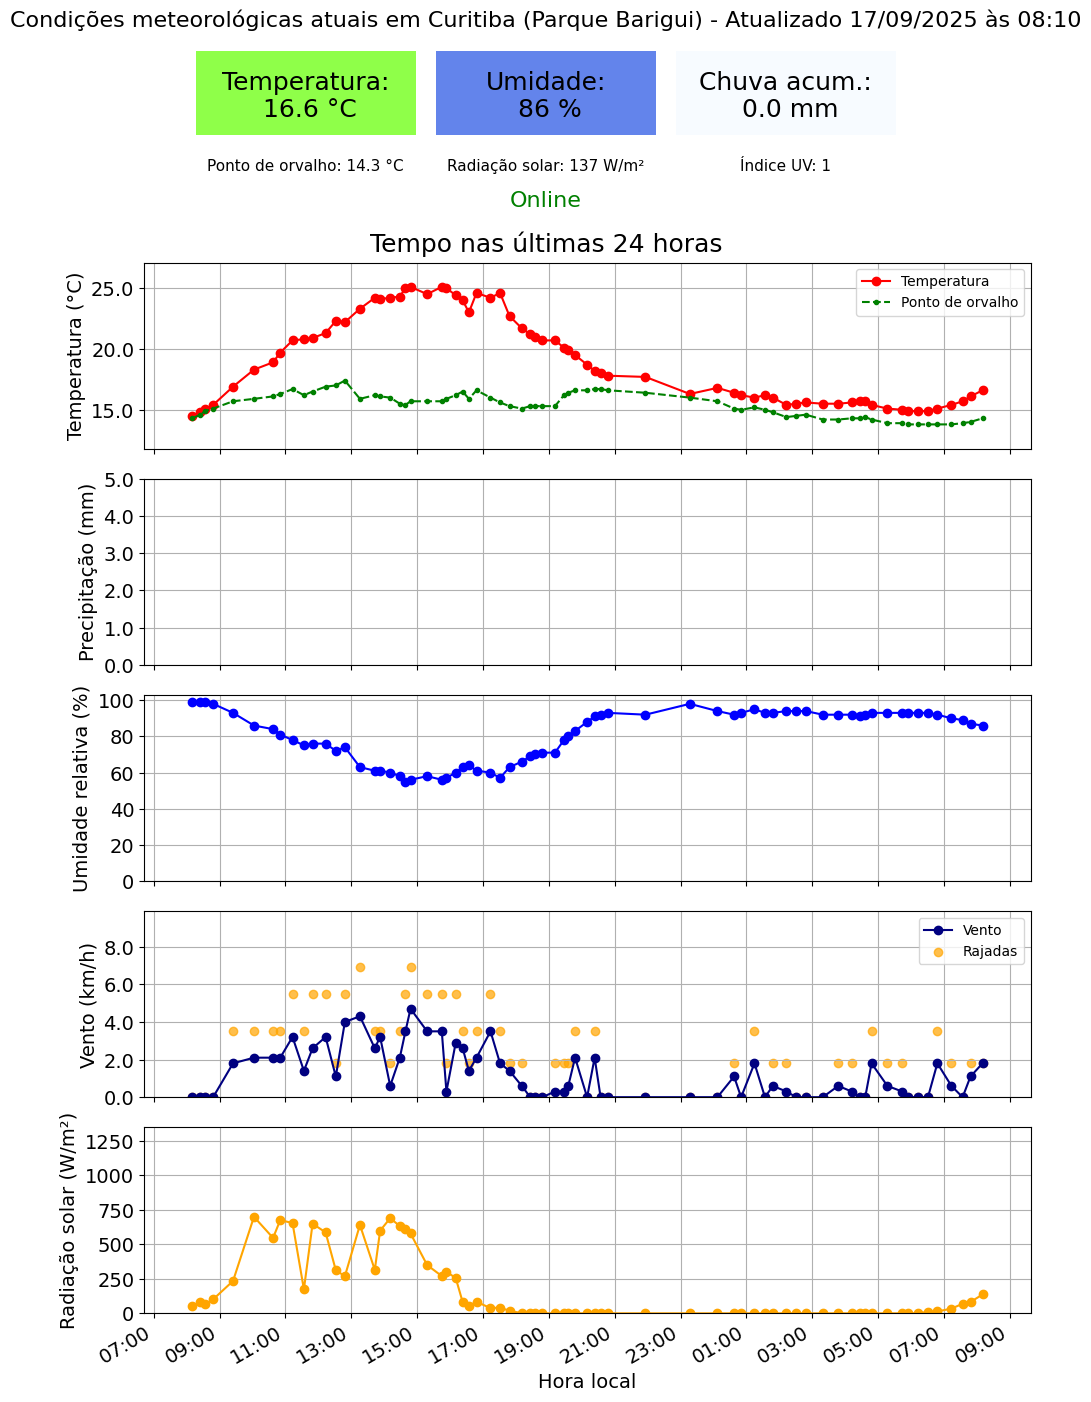 Condições meteorológicas atuais em Curitiba (Parque Barigui) - Atualizado 17/09/2025 às 08:10
Temperatura:
16.6 °C
Umidade:
86 %
Chuva acum.:
0.0 mm
Ponto de orvalho: 14.3 °C
Radiação solar: 137 W/m²
Índice UV: 1
Online
Tempo nas últimas 24 horas
Temperatura (°C)
25.0
20.0
15.0
Temperatura
Ponto de orvalho
Precipitação (mm)
5.0
4.0
3.0
2.0
1.0
0.0
Umidade relativa (%)
100
80
60
40
20
0
Vento (km/h)
8.0
6.0
4.0
2.0
0.0
Vento
Rajadas
Radiação solar (W/m²)
1250
1000
750
500
250
0
07:00
09:00
11:00
13:00
15:00
17:00
19:00
21:00
23:00
01:00
03:00
05:00
07:00
09:00
Hora local